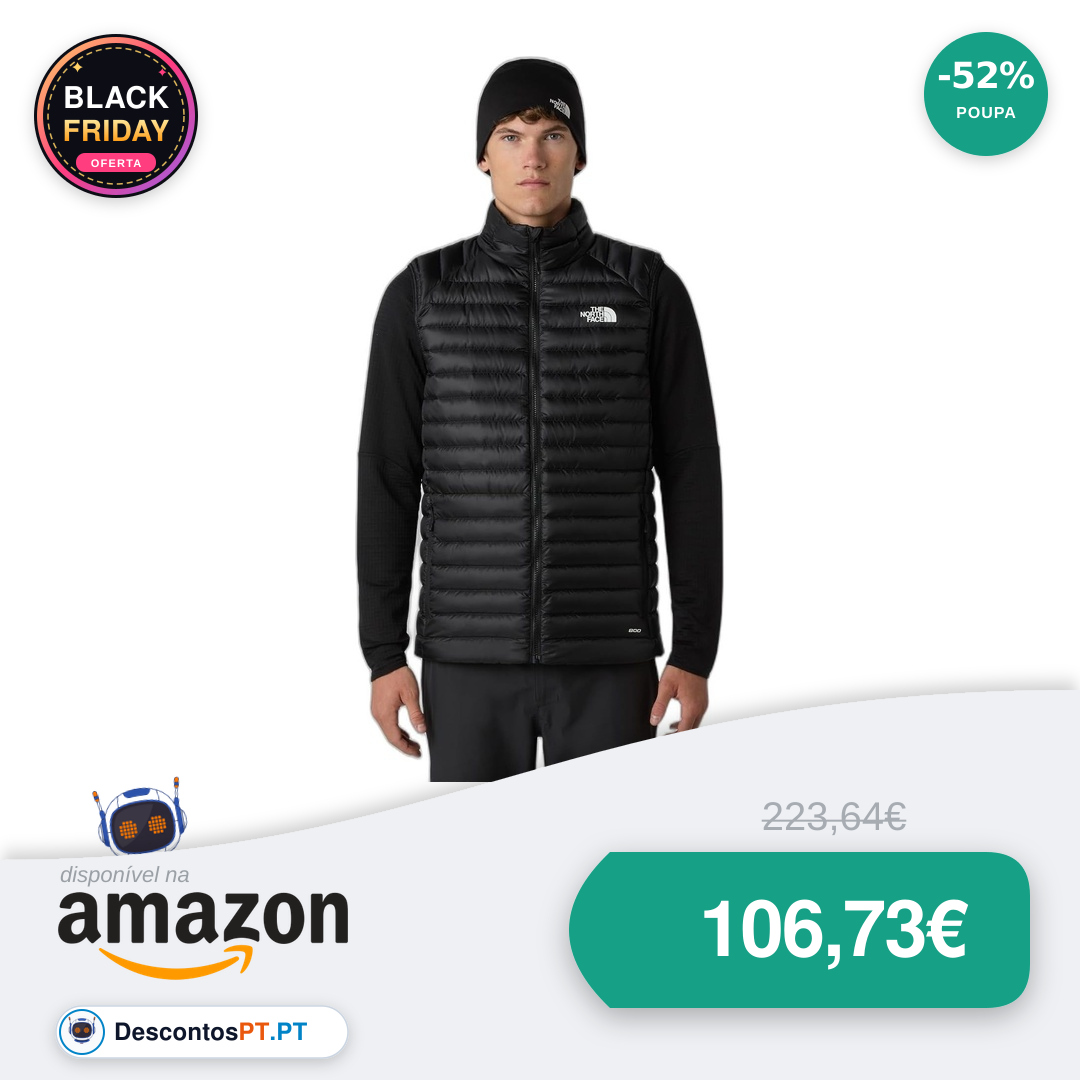 BLACK
FRIDAY
OFERTA
-52%
POUPA
THE
NORTH
FACE
THE
NORTH
FACE
800
223,64€
106,73€
disponível na
amazon
DescontosPT.PT